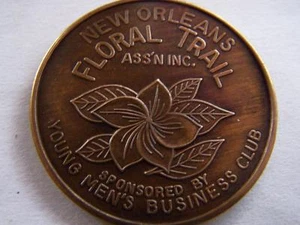 NEW ORLEANS
FLORAL TRAIL
ASS'N INC.
SPONSORED BY
YOUNG MEN'S BUSINESS CLUB